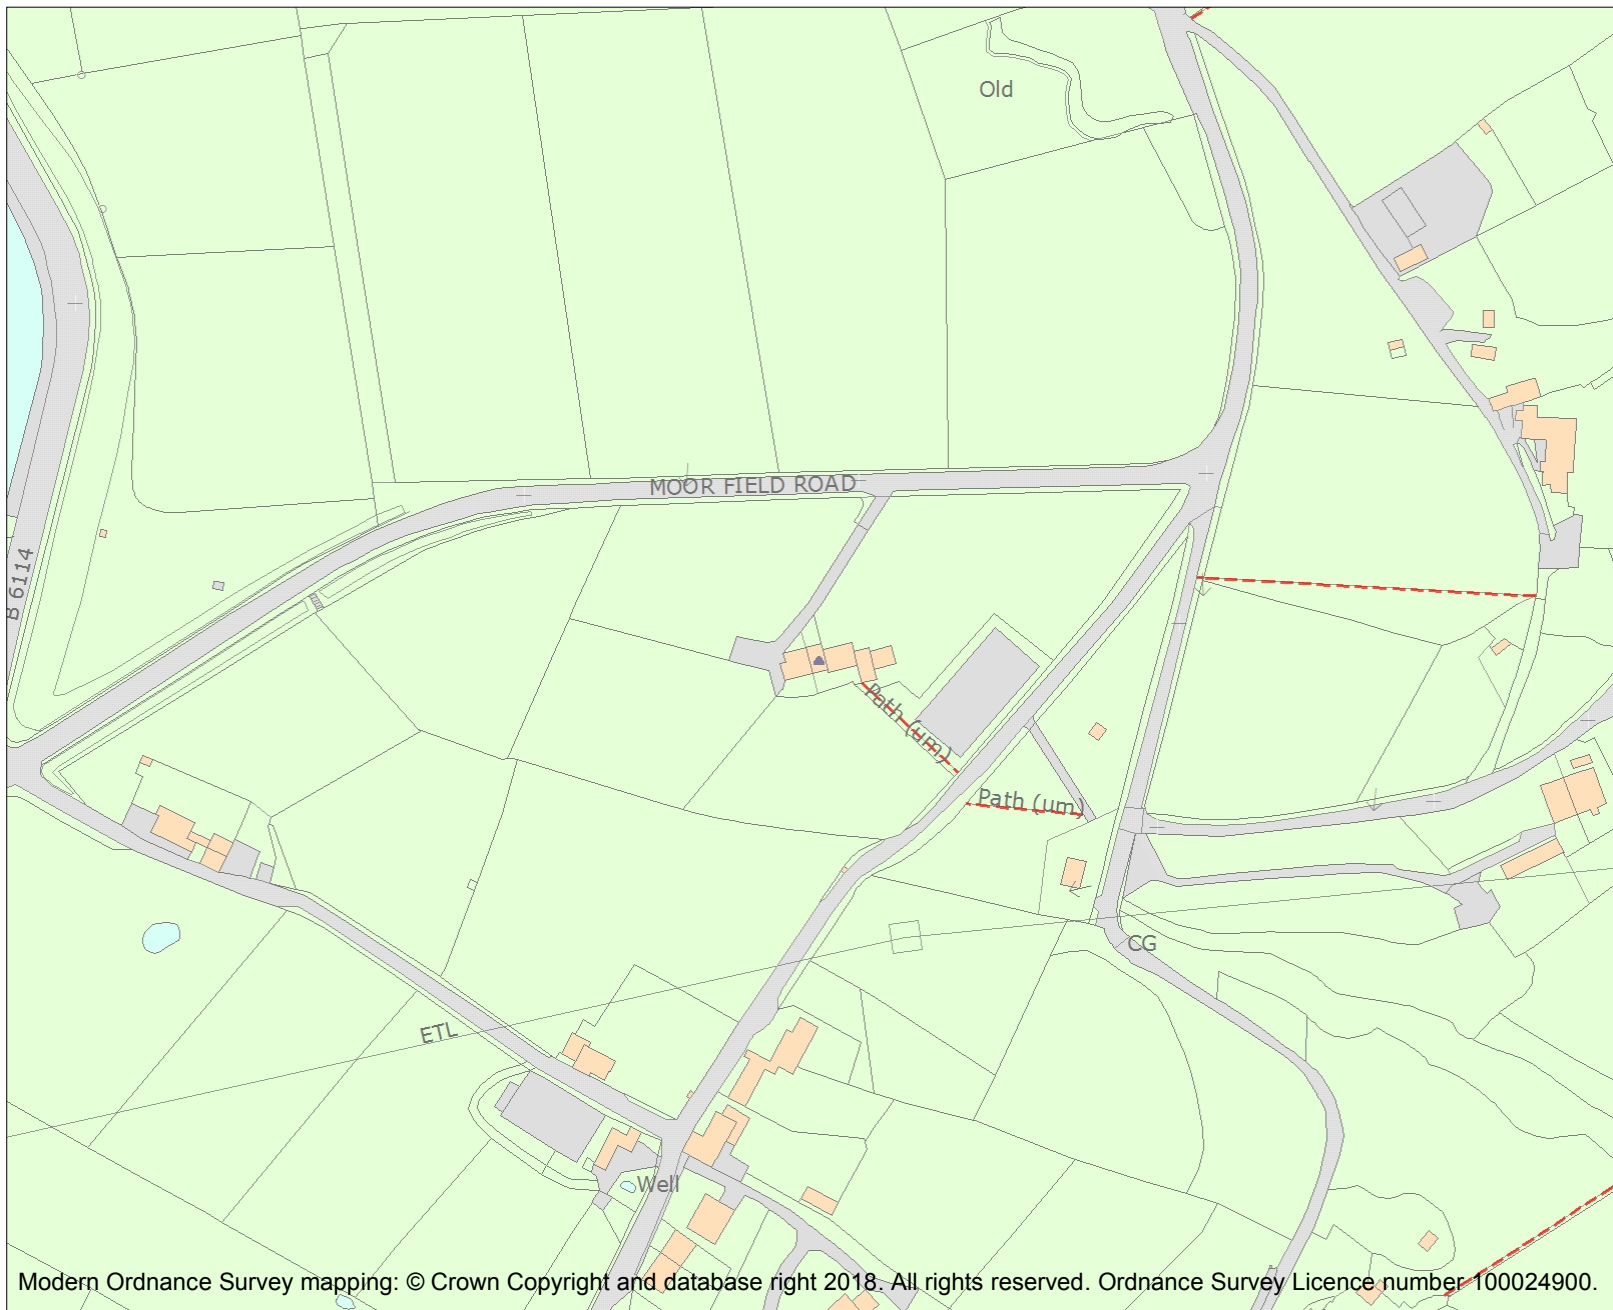 Old
MOOR FIELD ROAD
B 6114
Path (um)
Path (um)
CG
ETL
Well
Modern Ordnance Survey mapping: © Crown Copyright and database right 2018. All rights reserved. Ordnance Survey Licence number 100024900.